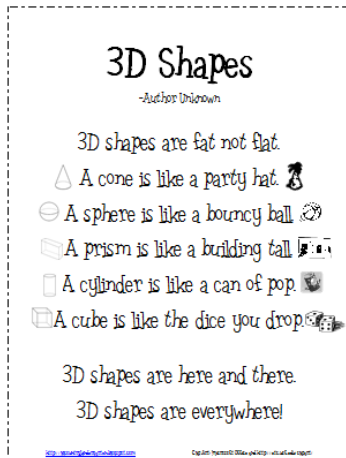 3D Shapes
-Author Unknown
3D shapes are fat not flat.
A cone is like a party hat.
A sphere is like a bouncy ball.
A prism is like a building tall.
A cylinder is like a can of pop.
A cube is like the dice you drop.
3D shapes are here and there.
3D shapes are everywhere!